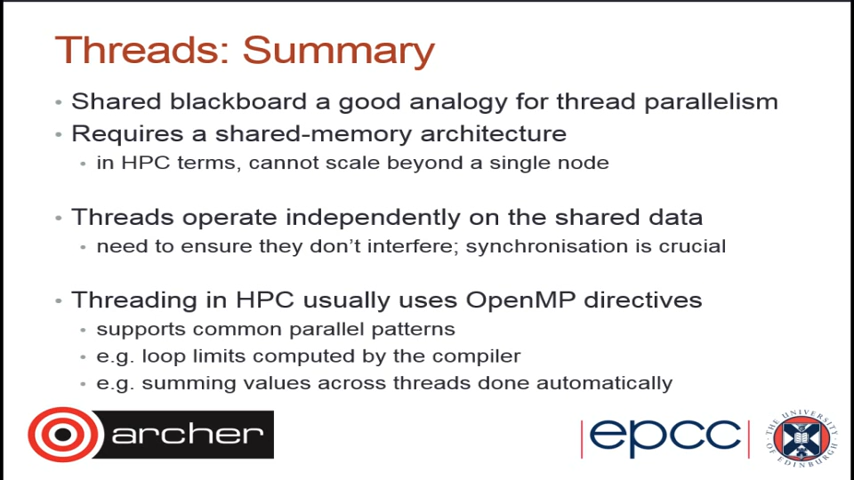 Threads: Summary
• Shared blackboard a good analogy for thread parallelism
• Requires a shared-memory architecture
• in HPC terms, cannot scale beyond a single node
• Threads operate independently on the shared data
• need to ensure they don't interfere; synchronisation is crucial
• Threading in HPC usually uses OpenMP directives
• supports common parallel patterns
• e.g. loop limits computed by the compiler
• e.g. summing values across threads done automatically
archer
epcc
THE UNIVERSITY OF EDINBURGH